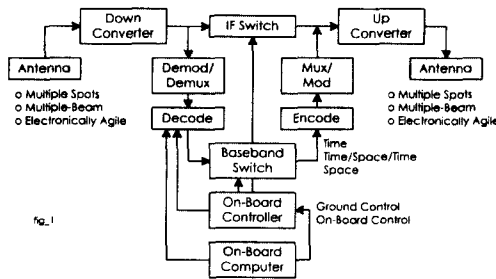 Down
Converter
IF Switch
Up
Converter
Antenna
Demod/
Demux
Mux/
Mod
Antenna
o Multiple Spots
o Multiple-Beam
o Electronically Agile
Decode
Encode
o Multiple Spots
o Multiple-Beam
o Electronically Agile
Baseband
Switch
Time
Time/Space/Time
Space
On-Board
Controller
Ground Control
On-Board Control
fig_1
On-Board
Computer